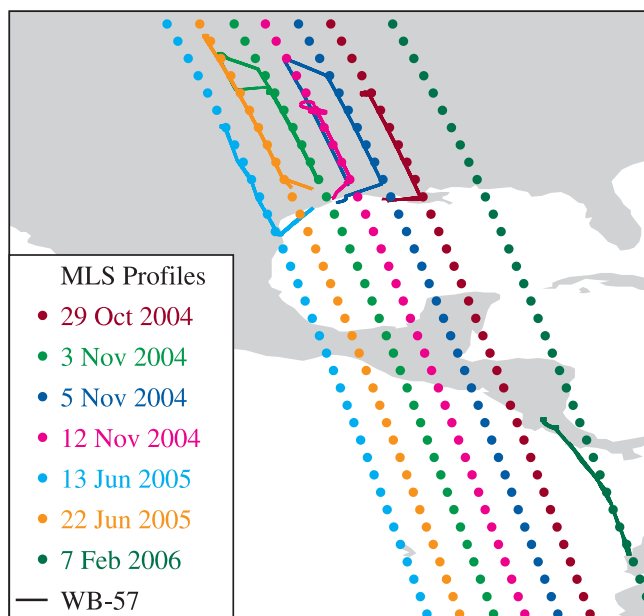 MLS Profiles
29 Oct 2004
3 Nov 2004
5 Nov 2004
12 Nov 2004
13 Jun 2005
22 Jun 2005
7 Feb 2006
WB-57